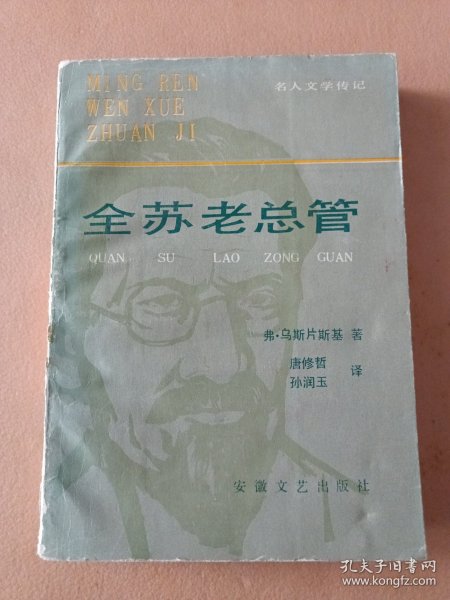 MING REN
WEN XUE
ZHUAN JI
名人文学传记
全苏老总管
QUAN SU LAO ZONG GUAN
弗·乌斯片斯基 著
唐修哲
孙润玉 译
安徽文艺出版社
孔夫子旧书网
www.kongfz.com